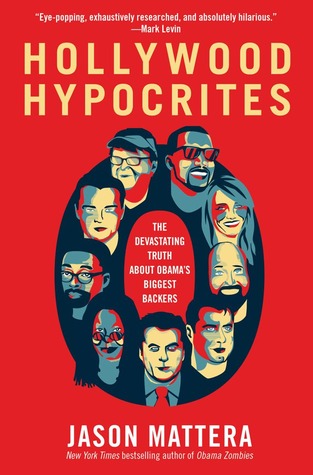 "Eye-popping, exhaustively researched, and absolutely hilarious."
—Mark Levin
HOLLYWOOD
HYPOCRITES
THE
DEVASTATING
TRUTH
ABOUT OBAMA'S
BIGGEST
BACKERS
JASON MATTERA
New York Times bestselling author of Obama Zombies